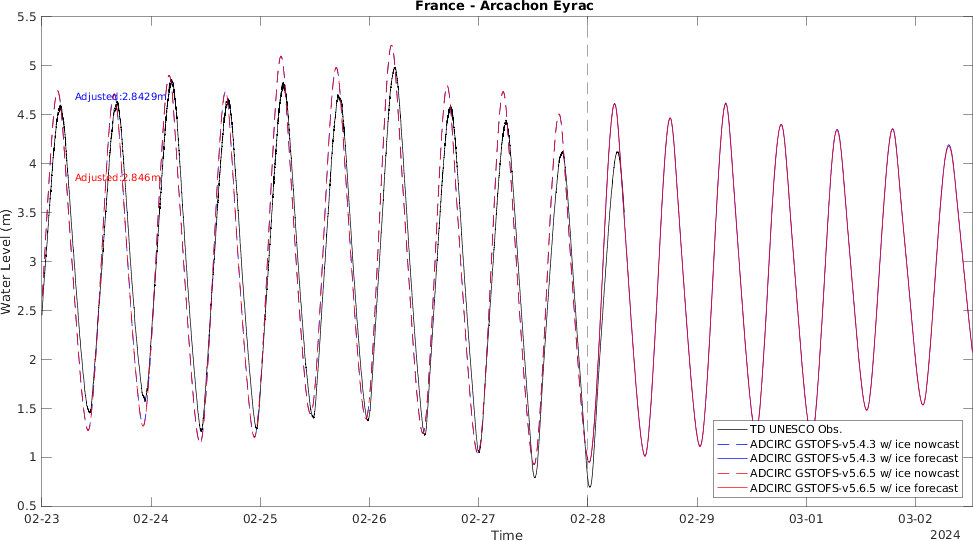 France - Arcachon Eyrac
5.5
5
4.5
4
3.5
3
2.5
2
1.5
1
0.5
Water Level (m)
Adjusted:2.8429m
Adjusted:2.846m
TD UNESCO Obs.
ADCIRC GSTOFS-v5.4.3 w/ ice nowcast
ADCIRC GSTOFS-v5.4.3 w/ ice forecast
ADCIRC GSTOFS-v5.6.5 w/ ice nowcast
ADCIRC GSTOFS-v5.6.5 w/ ice forecast
02-23 02-24 02-25 02-26 02-27 02-28 02-29 03-01 03-02
Time
2024